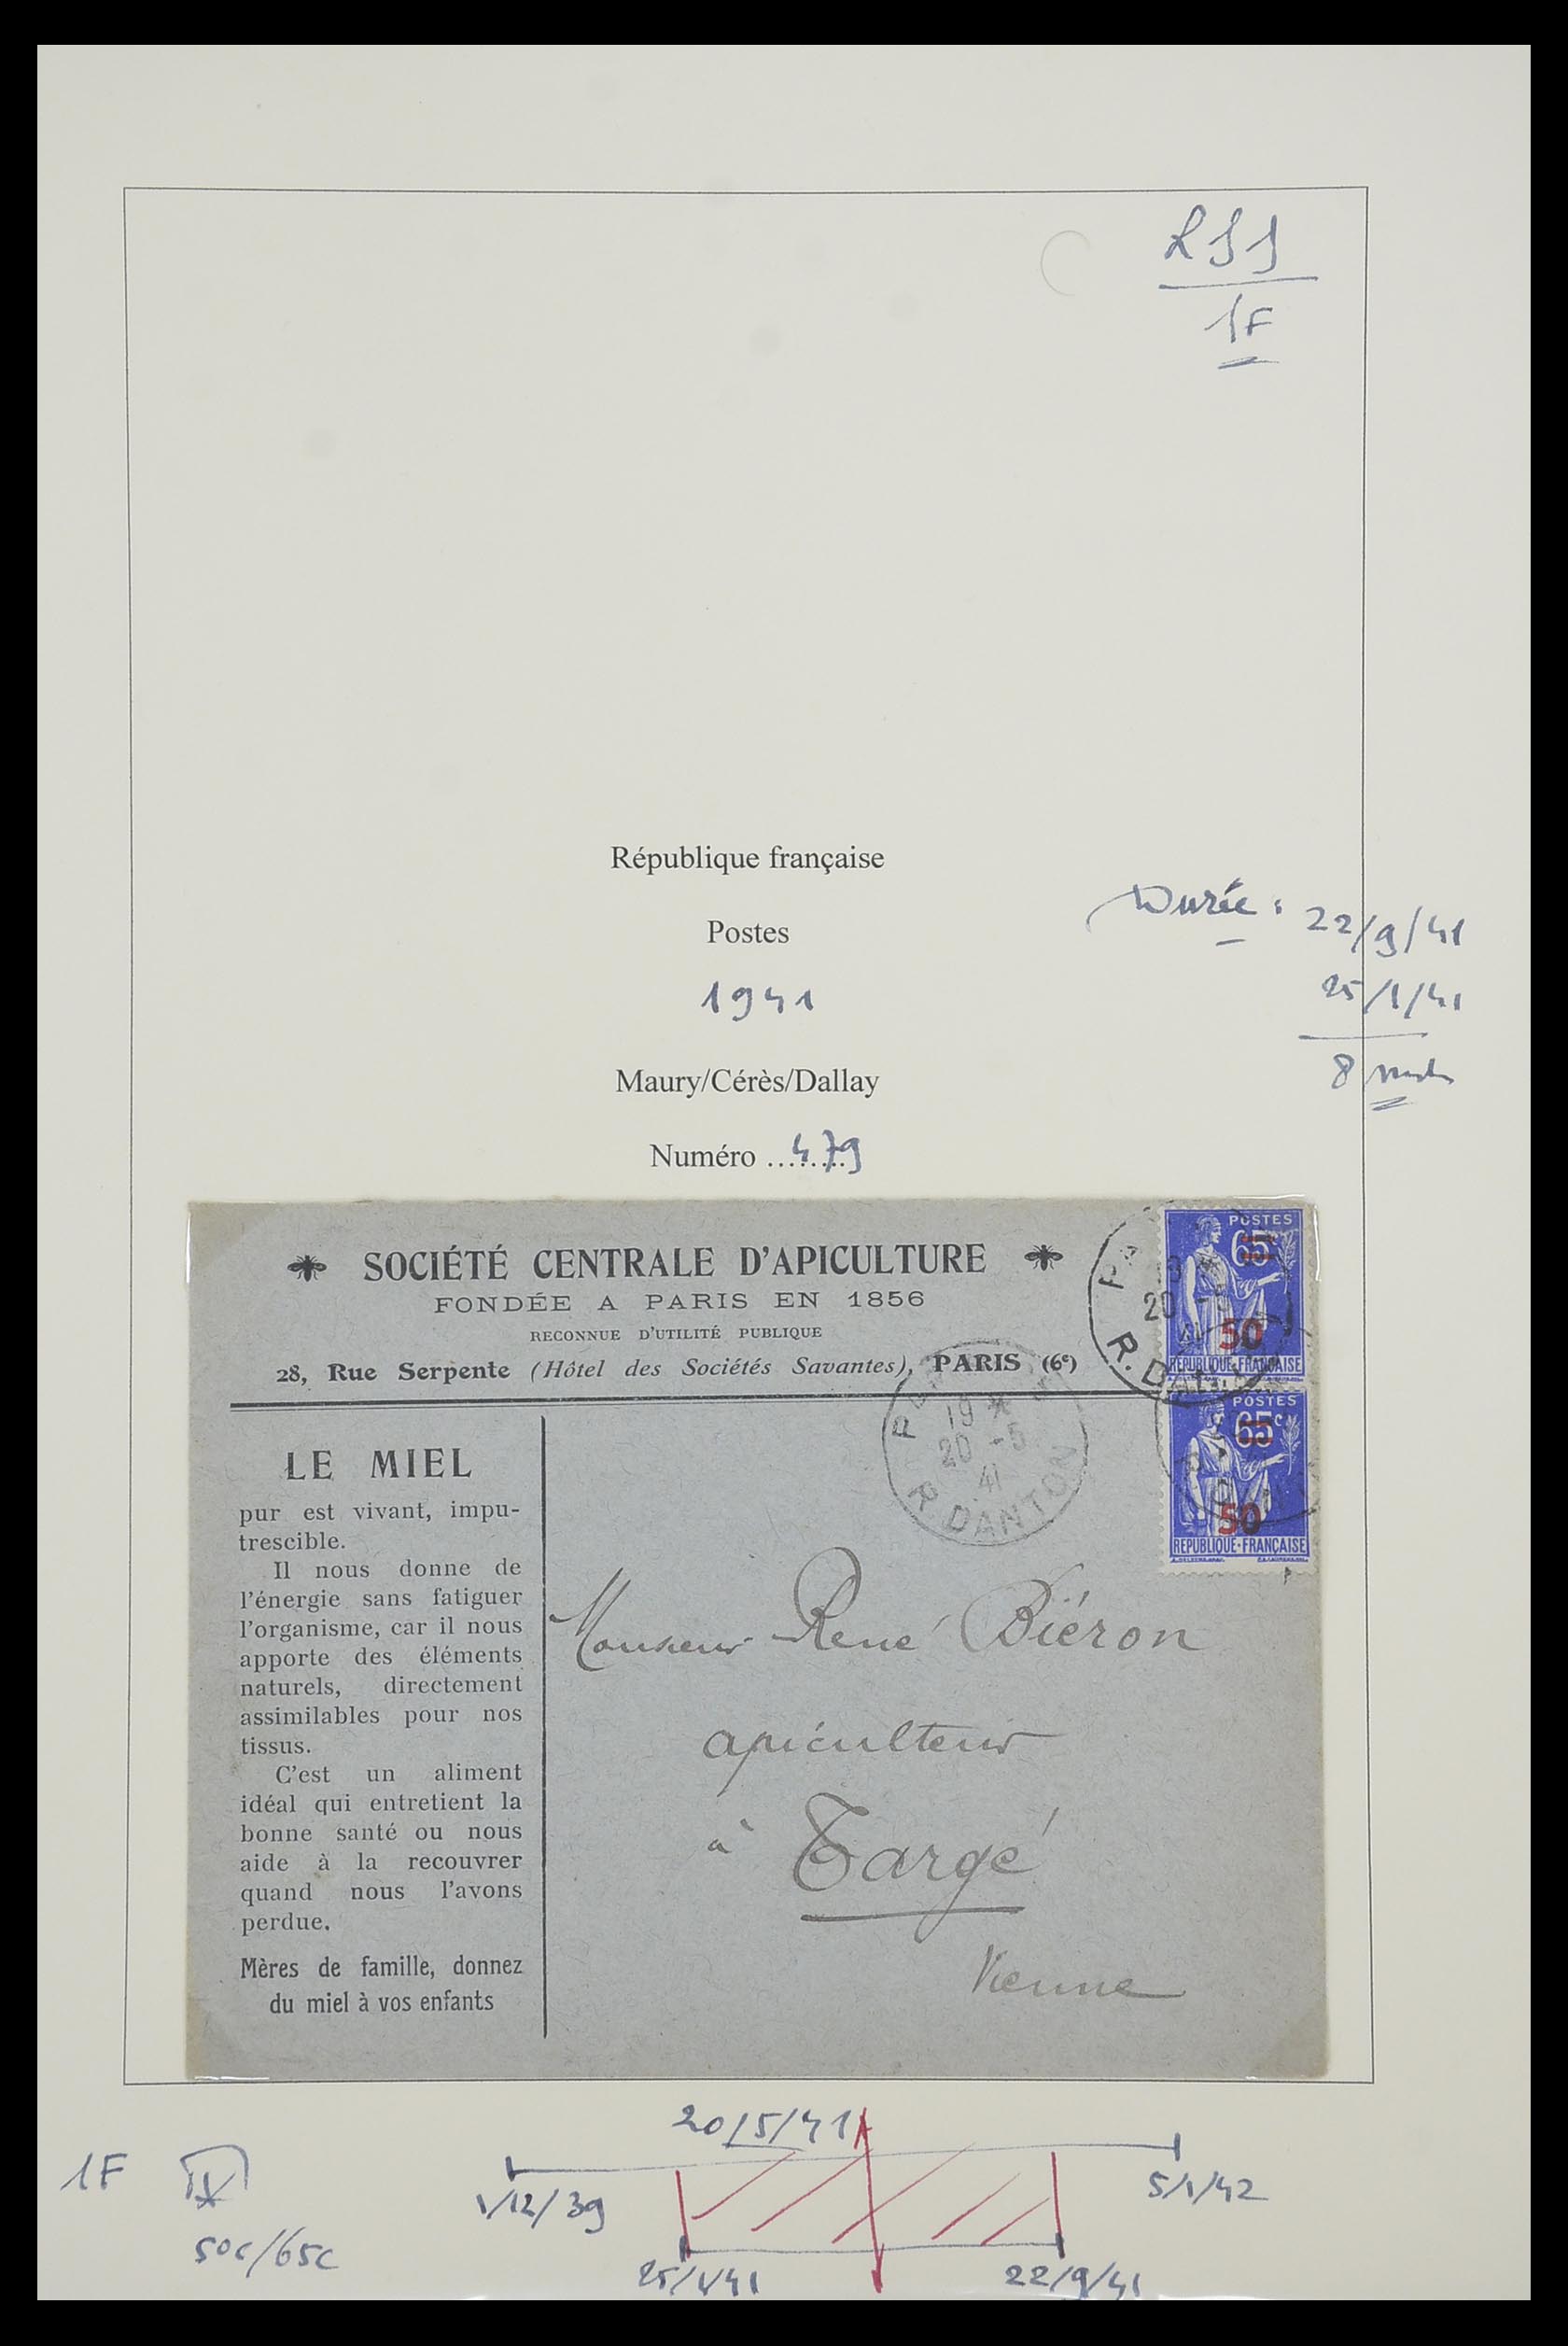 1F
République française
Durée :
Postes
22/9/41
1941
25/1/41
Maury/Cérès/Dallay
8 mois
Numéro ........ 479
SOCIÉTÉ CENTRALE D'APICULTURE
FONDÉE A PARIS EN 1856
RECONNUE D'UTILITÉ PUBLIQUE
28, Rue Serpente (Hôtel des Sociétés Savantes), PARIS (6e)
POSTES
65c
50
RÉPUBLIQUE-FRANÇAISE
POSTES
65c
50
REPUBLIQUE-FRANÇAISE
19
20 -5
41
R. DANTON
LE MIEL
pur est vivant, impu-
trescible.
Il nous donne de
l'énergie sans fatiguer
l'organisme, car il nous
apporte des éléments
naturels, directement
assimilables pour nos
tissus.
C'est un aliment
idéal qui entretient la
bonne santé ou nous
aide à la recouvrer
quand nous l'avons
perdue.
Mères de famille, donnez
du miel à vos enfants
Monsieur René Biéron
apiculteur
à Targé
Vienne
20/5/41
1F
1/12/39
5/1/42
50c/65c
25/1/41
22/9/41